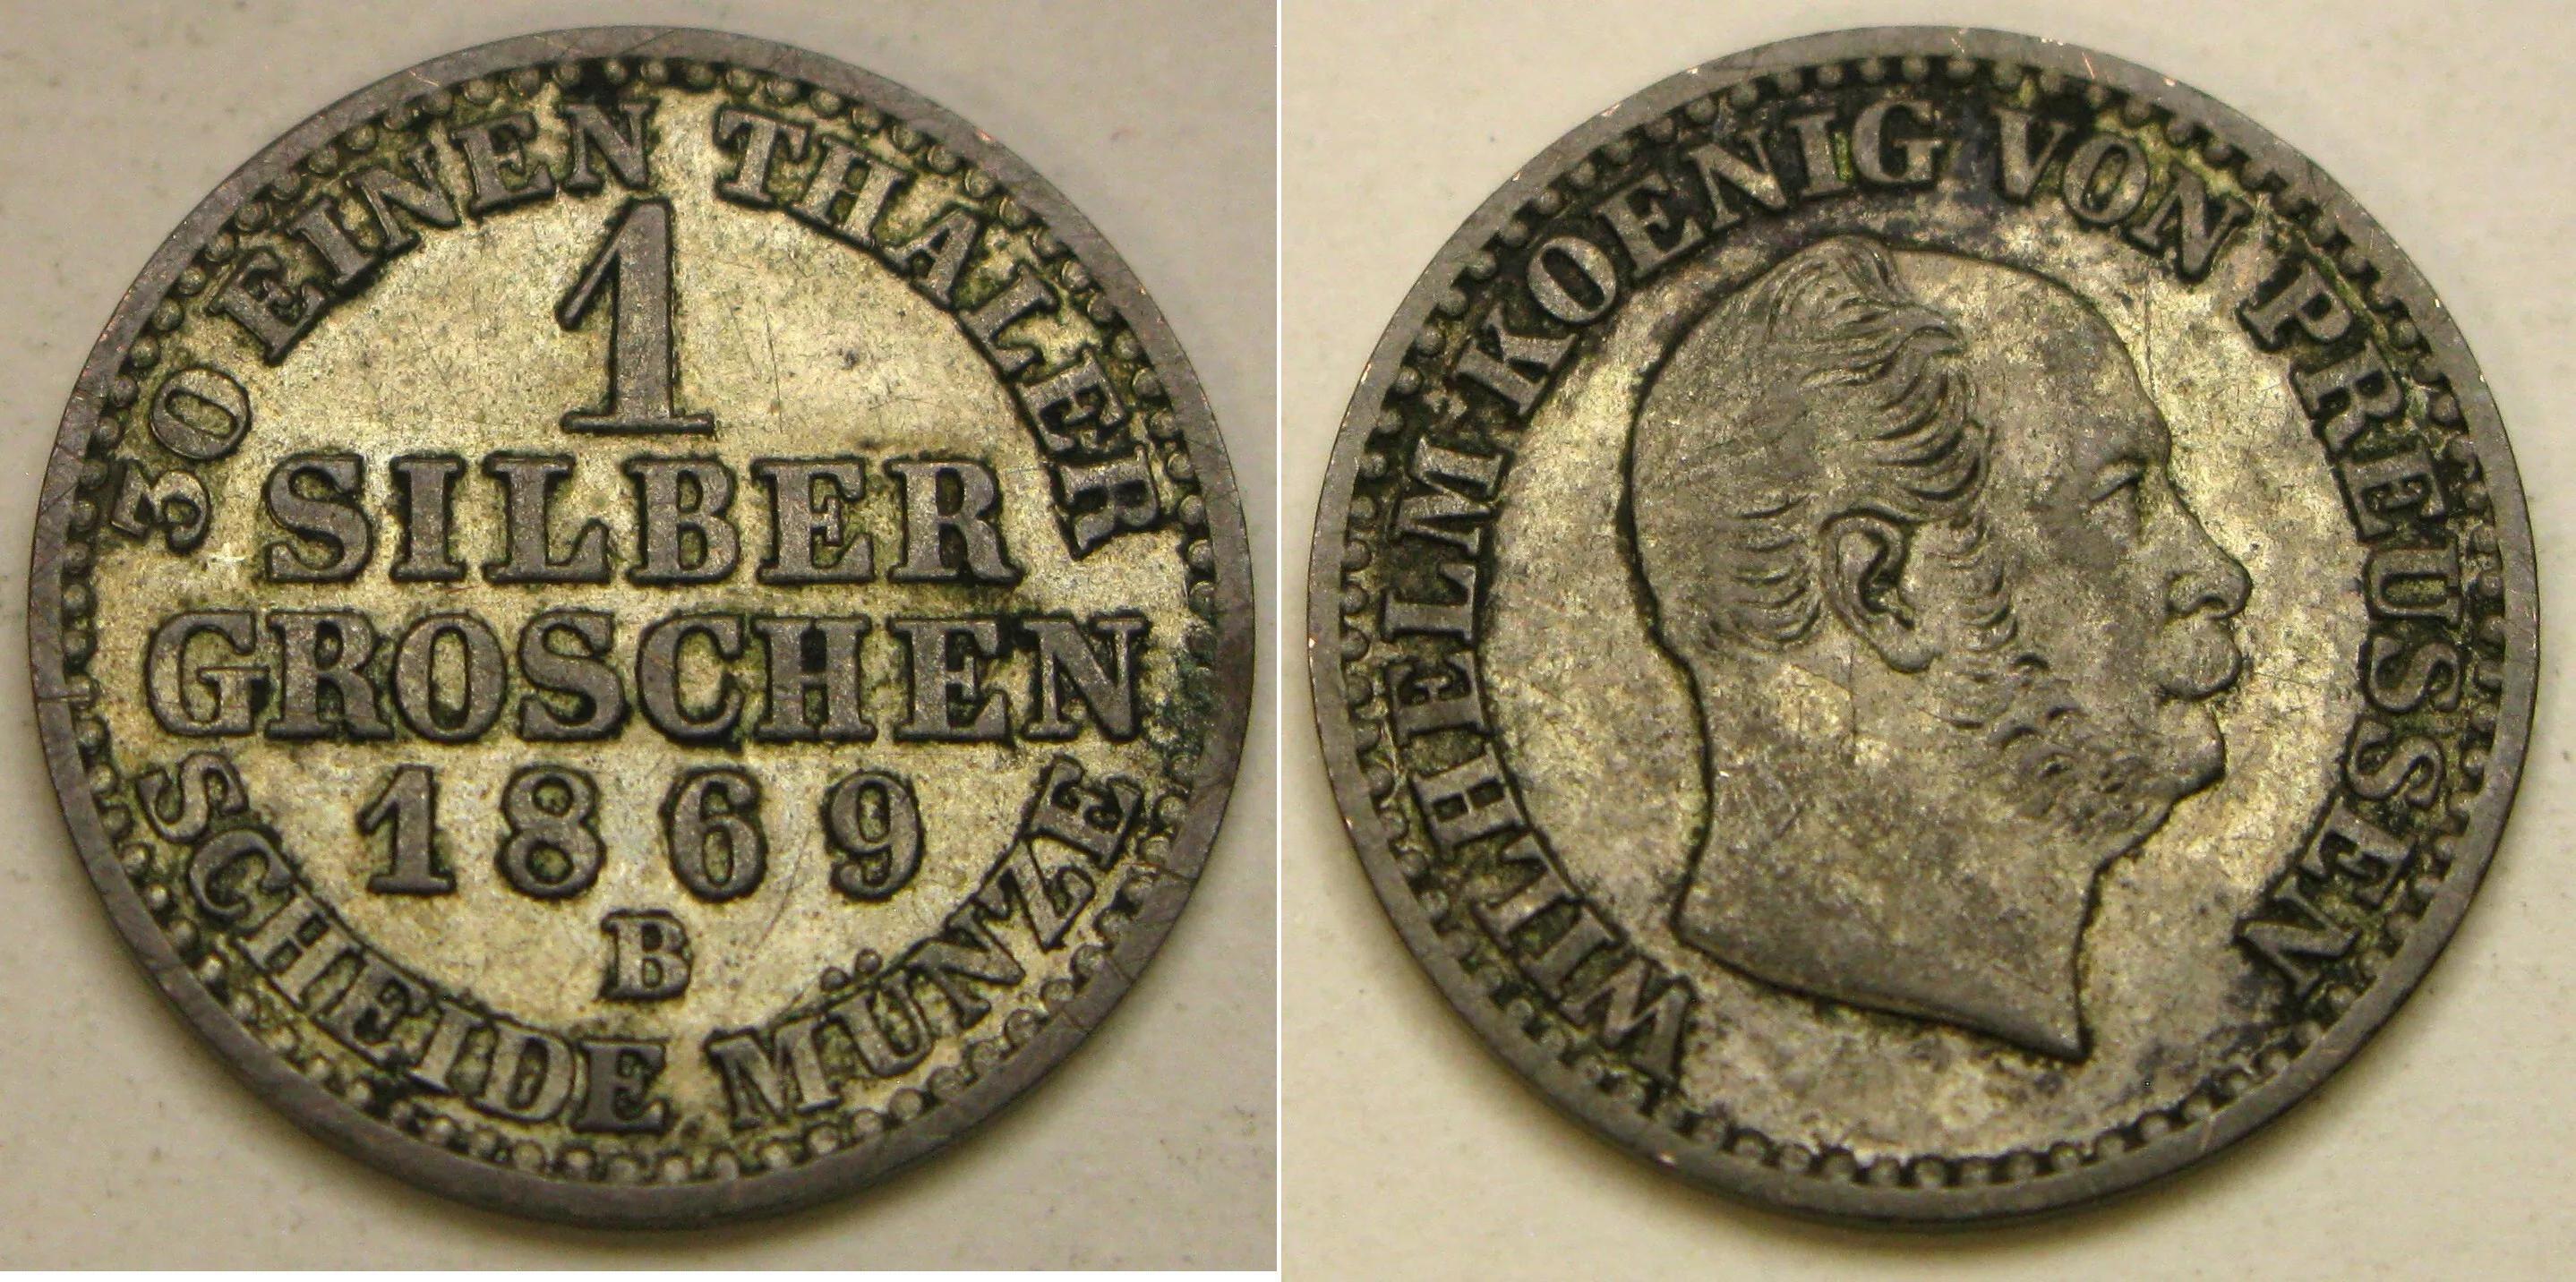 30 EINEN THALER
1
SILBER
GROSCHEN
1869
B
SCHEIDE MÜNZE
WILHELM KOENIG VON PREUSSEN